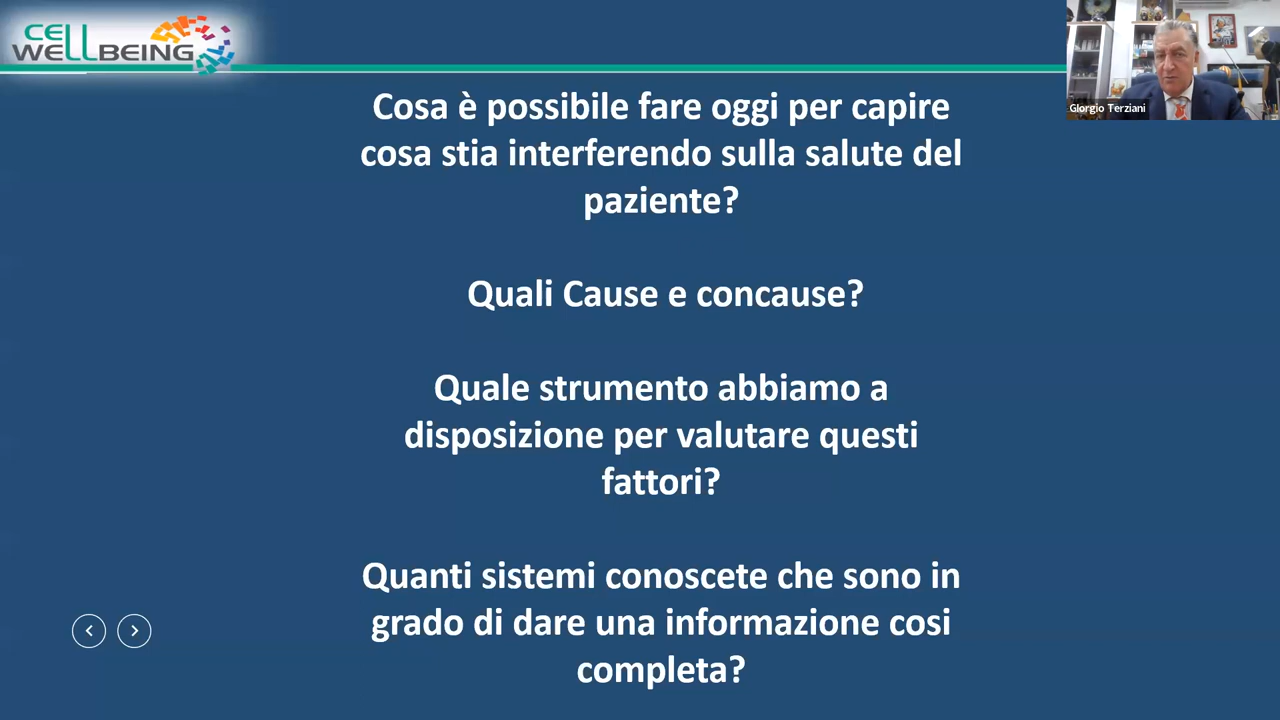 CELL
WELLBEING
Giorgio Terziani
Cosa è possibile fare oggi per capire
cosa stia interferendo sulla salute del
paziente?
Quali Cause e concause?
Quale strumento abbiamo a
disposizione per valutare questi
fattori?
Quanti sistemi conoscete che sono in
grado di dare una informazione cosi
completa?